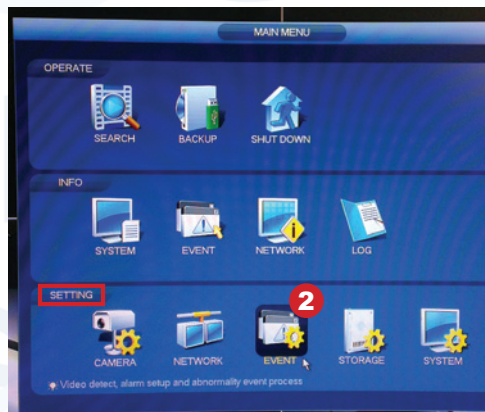 MAIN MENU
OPERATE
SEARCH BACKUP SHUT DOWN
INFO
SYSTEM EVENT NETWORK LOG
SETTING
2
CAMERA NETWORK EVENT STORAGE SYSTEM
Video detect, alarm setup and abnormality event process